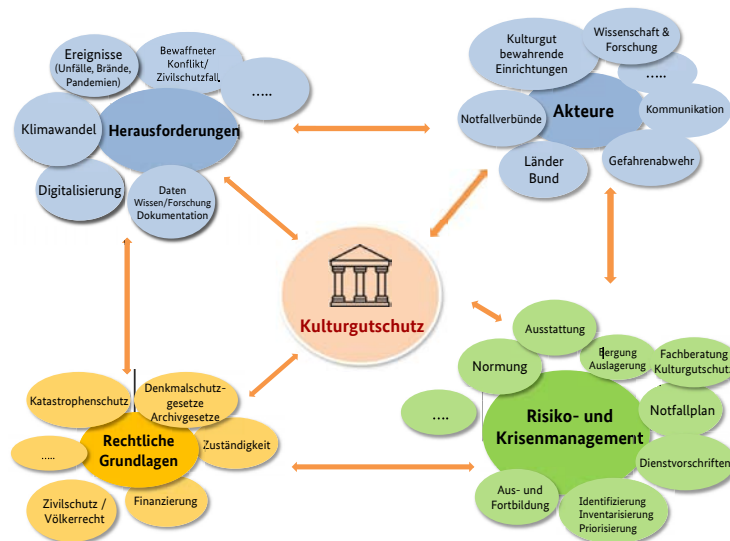 Ereignisse
(Unfälle, Brände,
Pandemien)
Bewaffneter
Konflikt/
Zivilschutzfall
.....
Klimawandel
Herausforderungen
Digitalisierung
Daten
Wissen/Forschung
Dokumentation
Kulturgut
bewahrende
Einrichtungen
Wissenschaft &
Forschung
.....
Notfallverbünde
Akteure
Kommunikation
Länder
Bund
Gefahrenabwehr
Kulturgutschutz
Katastrophenschutz
Denkmalschutz-
gesetze
Archivgesetze
.....
Rechtliche
Grundlagen
Zuständigkeit
Zivilschutz /
Völkerrecht
Finanzierung
Ausstattung
Normung
Bergung
Auslagerung
Fachberatung
Kulturgutschutz
....
Risiko- und
Krisenmanagement
Notfallplan
Dienstvorschriften
Aus- und
Fortbildung
Identifizierung
Inventarisierung
Priorisierung